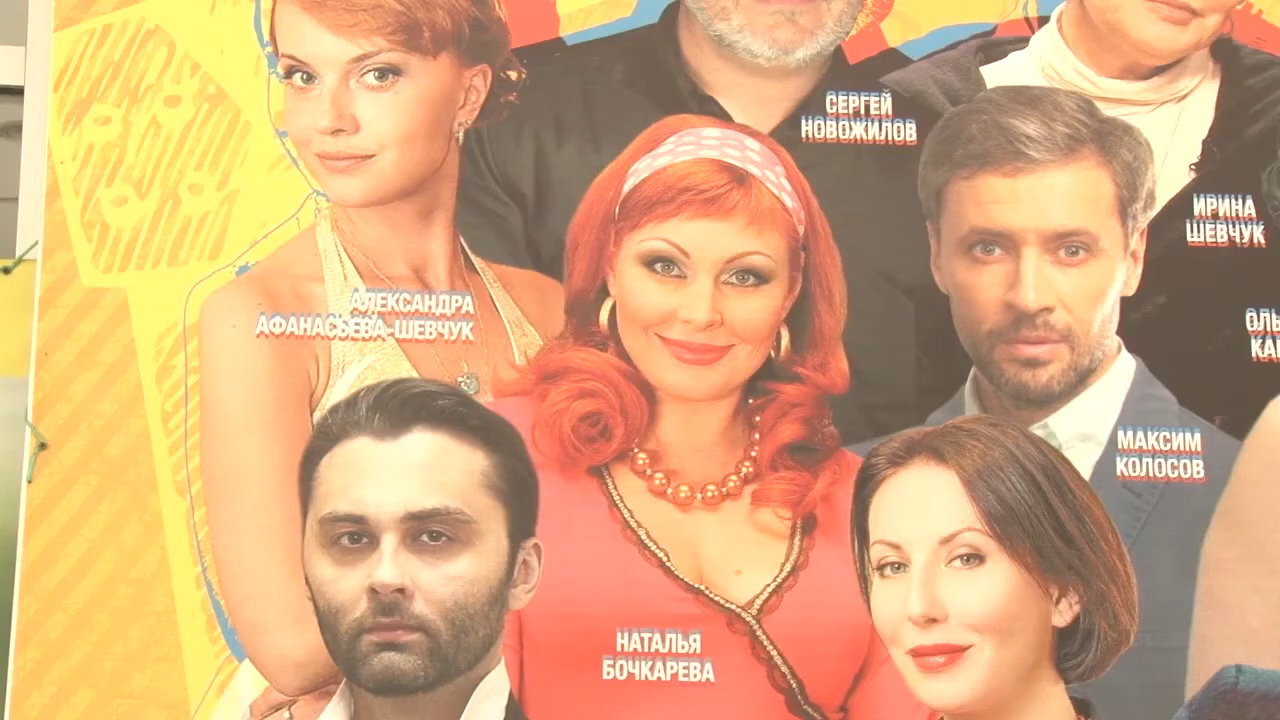 СЕРГЕЙ
НОВОЖИЛОВ
ИРИНА
ШЕВЧУК
АЛЕКСАНДРА
АФАНАСЬЕВА-ШЕВЧУК
МАКСИМ
КОЛОСОВ
НАТАЛЬЯ
БОЧКАРЕВА